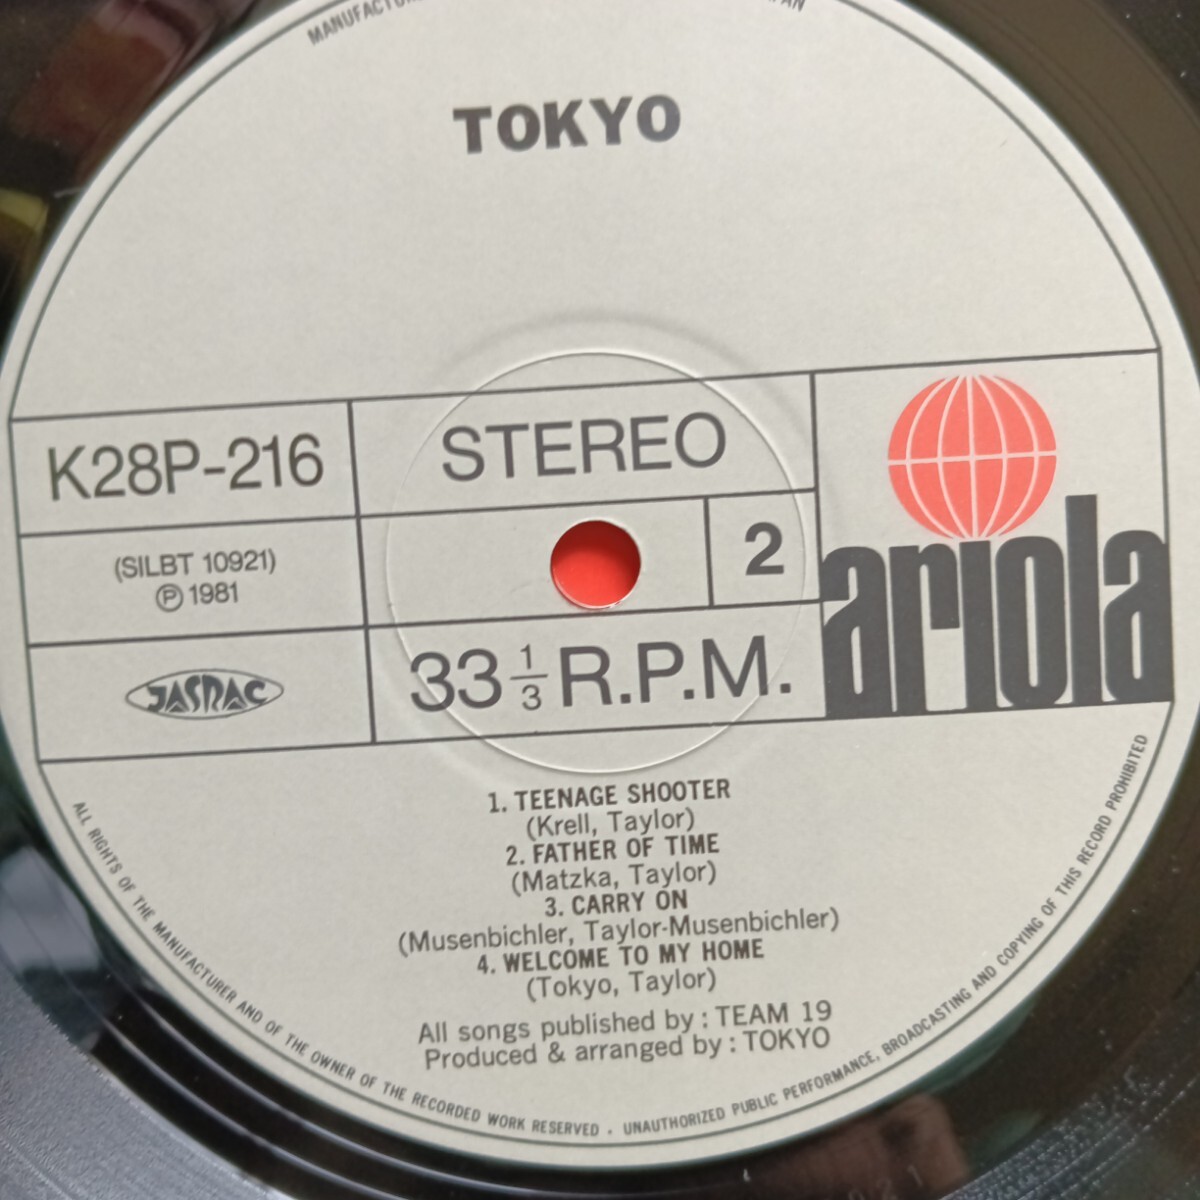 TOKYO
K28P-216
STEREO
(SILBT 10921)
Ⓟ 1981
2
ariola
JASRAC
33 1/3 R.P.M.
1. TEENAGE SHOOTER
(Krell, Taylor)
2. FATHER OF TIME
(Matzka, Taylor)
3. CARRY ON
(Musenbichler, Taylor-Musenbichler)
4. WELCOME TO MY HOME
(Tokyo, Taylor)
All songs published by : TEAM 19
Produced & arranged by : TOKYO
ALL RIGHTS OF THE MANUFACTURER AND OF THE OWNER OF THE RECORDED WORK RESERVED . UNAUTHORIZED PUBLIC PERFORMANCE, BROADCASTING AND COPYING OF THIS RECORD PROHIBITED